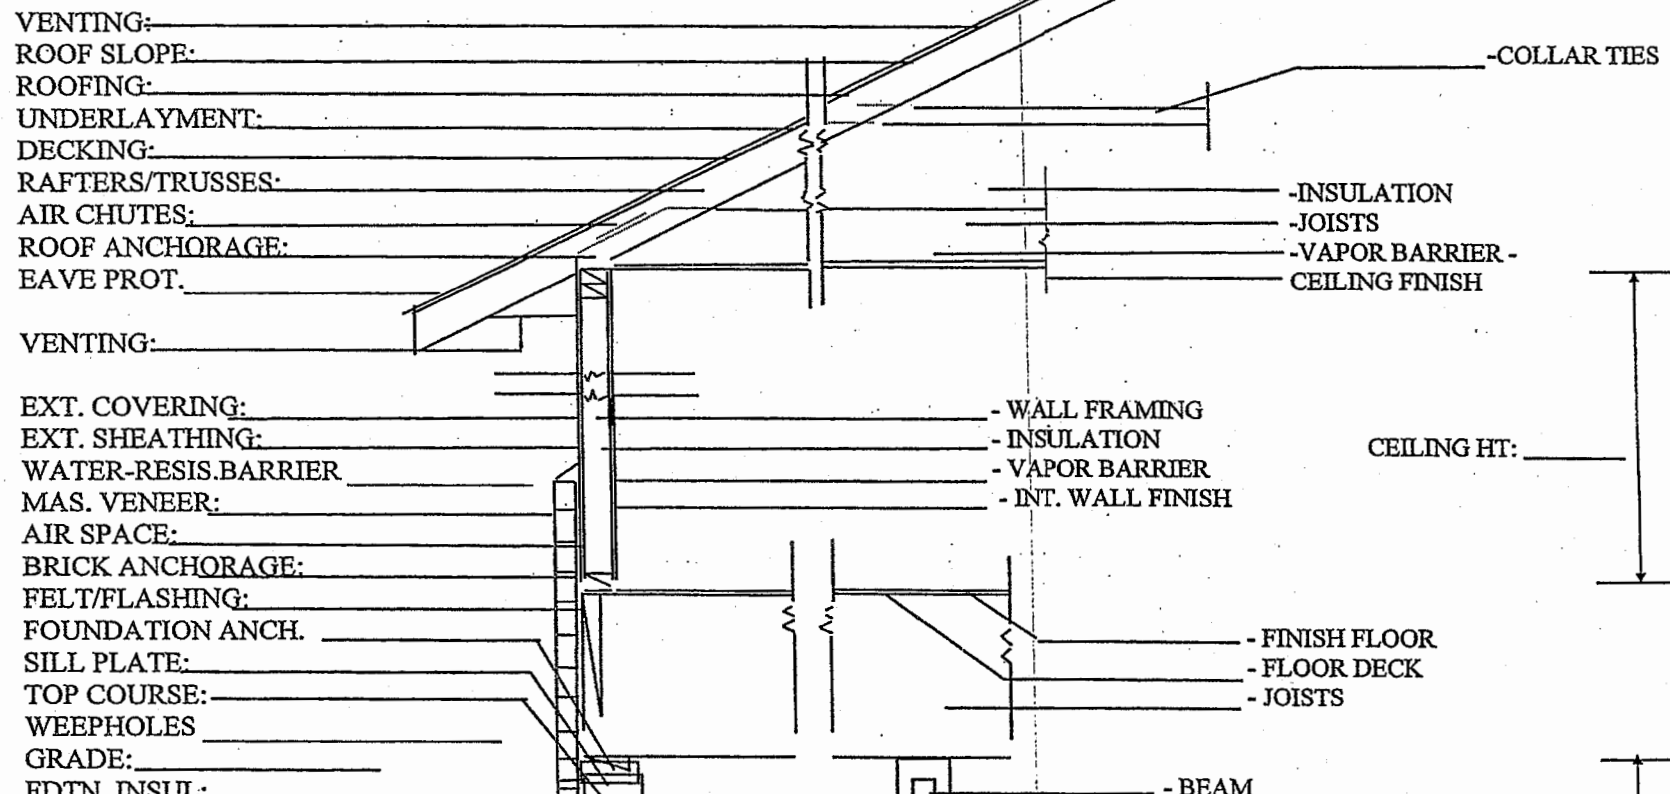 VENTING:
ROOF SLOPE:
ROOFING:
UNDERLAYMENT:
DECKING:
RAFTERS/TRUSSES:
AIR CHUTES:
ROOF ANCHORAGE:
EAVE PROT.
VENTING:
EXT. COVERING:
EXT. SHEATHING:
WATER-RESIS.BARRIER
MAS. VENEER:
AIR SPACE:
BRICK ANCHORAGE:
FELT/FLASHING:
FOUNDATION ANCH.
SILL PLATE:
TOP COURSE:
WEEPHOLES
GRADE:
FDTN. INSUL:
-COLLAR TIES
-INSULATION
-JOISTS
-VAPOR BARRIER -
CEILING FINISH
- WALL FRAMING
- INSULATION
- VAPOR BARRIER
- INT. WALL FINISH
CEILING HT:
- FINISH FLOOR
- FLOOR DECK
- JOISTS
- BEAM